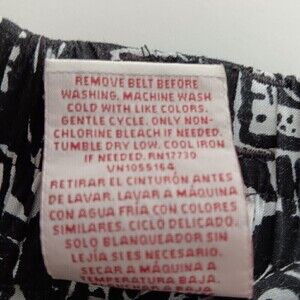 REMOVE BELT BEFORE
WASHING. MACHINE WASH
COLD WITH LIKE COLORS.
GENTLE CYCLE. ONLY NON-
CHLORINE BLEACH IF NEEDED.
TUMBLE DRY LOW. COOL IRON
IF NEEDED. RN17730
VN1055164
RETIRAR EL CINTURÓN ANTES
DE LAVAR. LAVAR A MÁQUINA
CON AGUA FRÍA CON COLORES
SIMILARES. CICLO DELICADO.
SOLO BLANQUEADOR SIN
LEJÍA SI ES NECESARIO.
SECAR A MÁQUINA A
TEMPERATURA BAJA.
BAJA